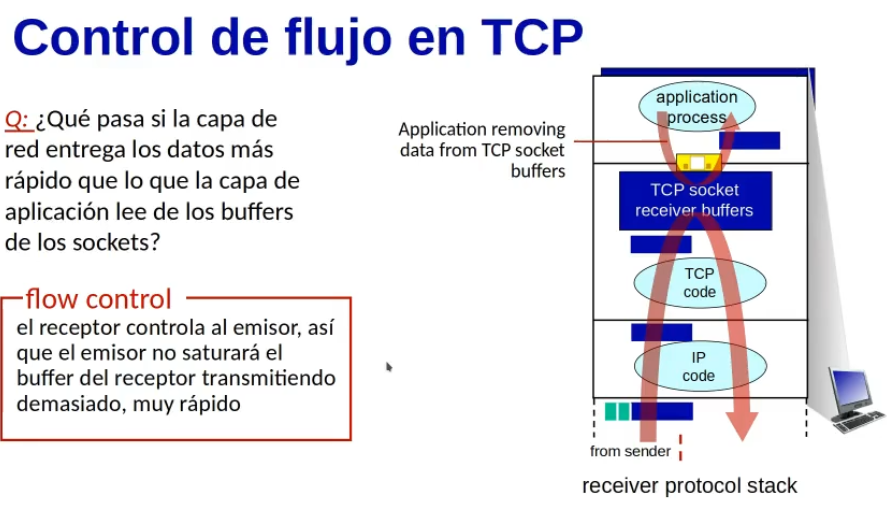 Control de flujo en TCP
Q: ¿Qué pasa si la capa de
red entrega los datos más
rápido que lo que la capa de
aplicación lee de los buffers
de los sockets?
flow control
el receptor controla al emisor, así
que el emisor no saturará el
buffer del receptor transmitiendo
demasiado, muy rápido
Application removing
data from TCP socket
buffers
application
process
TCP socket
receiver buffers
TCP
code
IP
code
from sender
receiver protocol stack